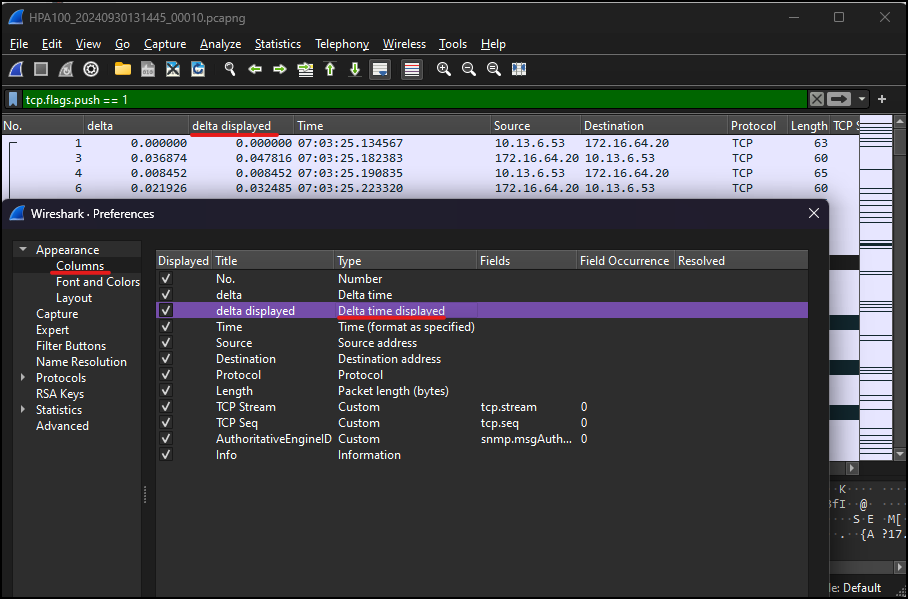 HPA100_20240930131445_00010.pcapng
File Edit View Go Capture Analyze Statistics Telephony Wireless Tools Help
tcp.flags.push == 1
No. delta delta displayed Time Source Destination Protocol Length TCP S
1 0.000000 0.000000 07:03:25.134567 10.13.6.53 172.16.64.20 TCP 63
3 0.036874 0.047816 07:03:25.182383 172.16.64.20 10.13.6.53 TCP 60
4 0.008452 0.008452 07:03:25.190835 10.13.6.53 172.16.64.20 TCP 65
6 0.021926 0.032485 07:03:25.223320 172.16.64.20 10.13.6.53 TCP 60
Wireshark · Preferences
Appearance
Columns
Font and Colors
Layout
Capture
Expert
Filter Buttons
Name Resolution
Protocols
RSA Keys
Statistics
Advanced
Displayed Title Type Fields Field Occurrence Resolved
No. Number
delta Delta time
delta displayed Delta time displayed
Time Time (format as specified)
Source Source address
Destination Destination address
Protocol Protocol
Length Packet length (bytes)
TCP Stream Custom tcp.stream 0
TCP Seq Custom tcp.seq 0
AuthoritativeEngineID Custom snmp.msgAuth... 0
Info Information
· K···· ····
fI ·@ ····
···S E ·M[
· . ·{A ?17.
le: Default